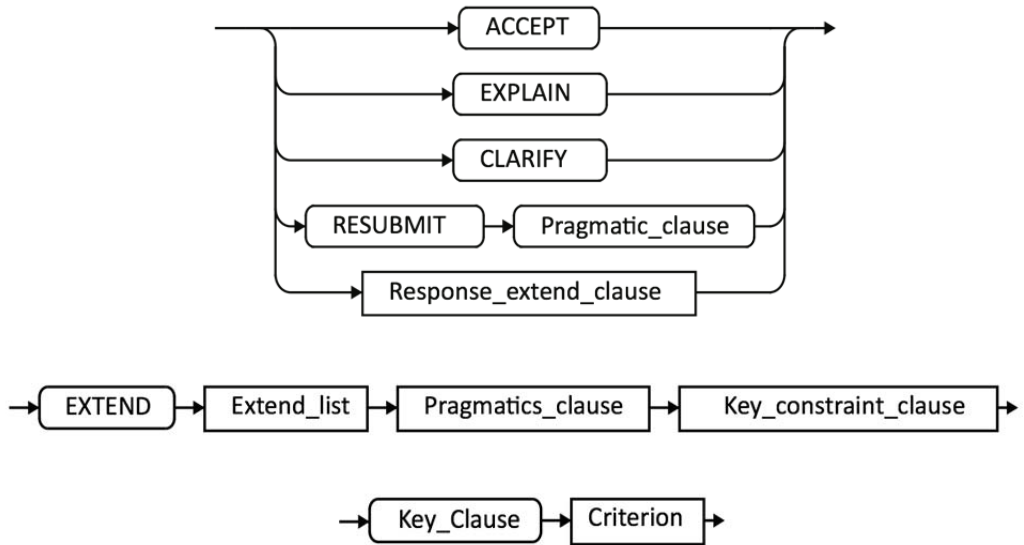 ACCEPT
EXPLAIN
CLARIFY
RESUBMIT Pragmatic_clause
Response_extend_clause
EXTEND Extend_list Pragmatics_clause Key_constraint_clause
Key_Clause Criterion